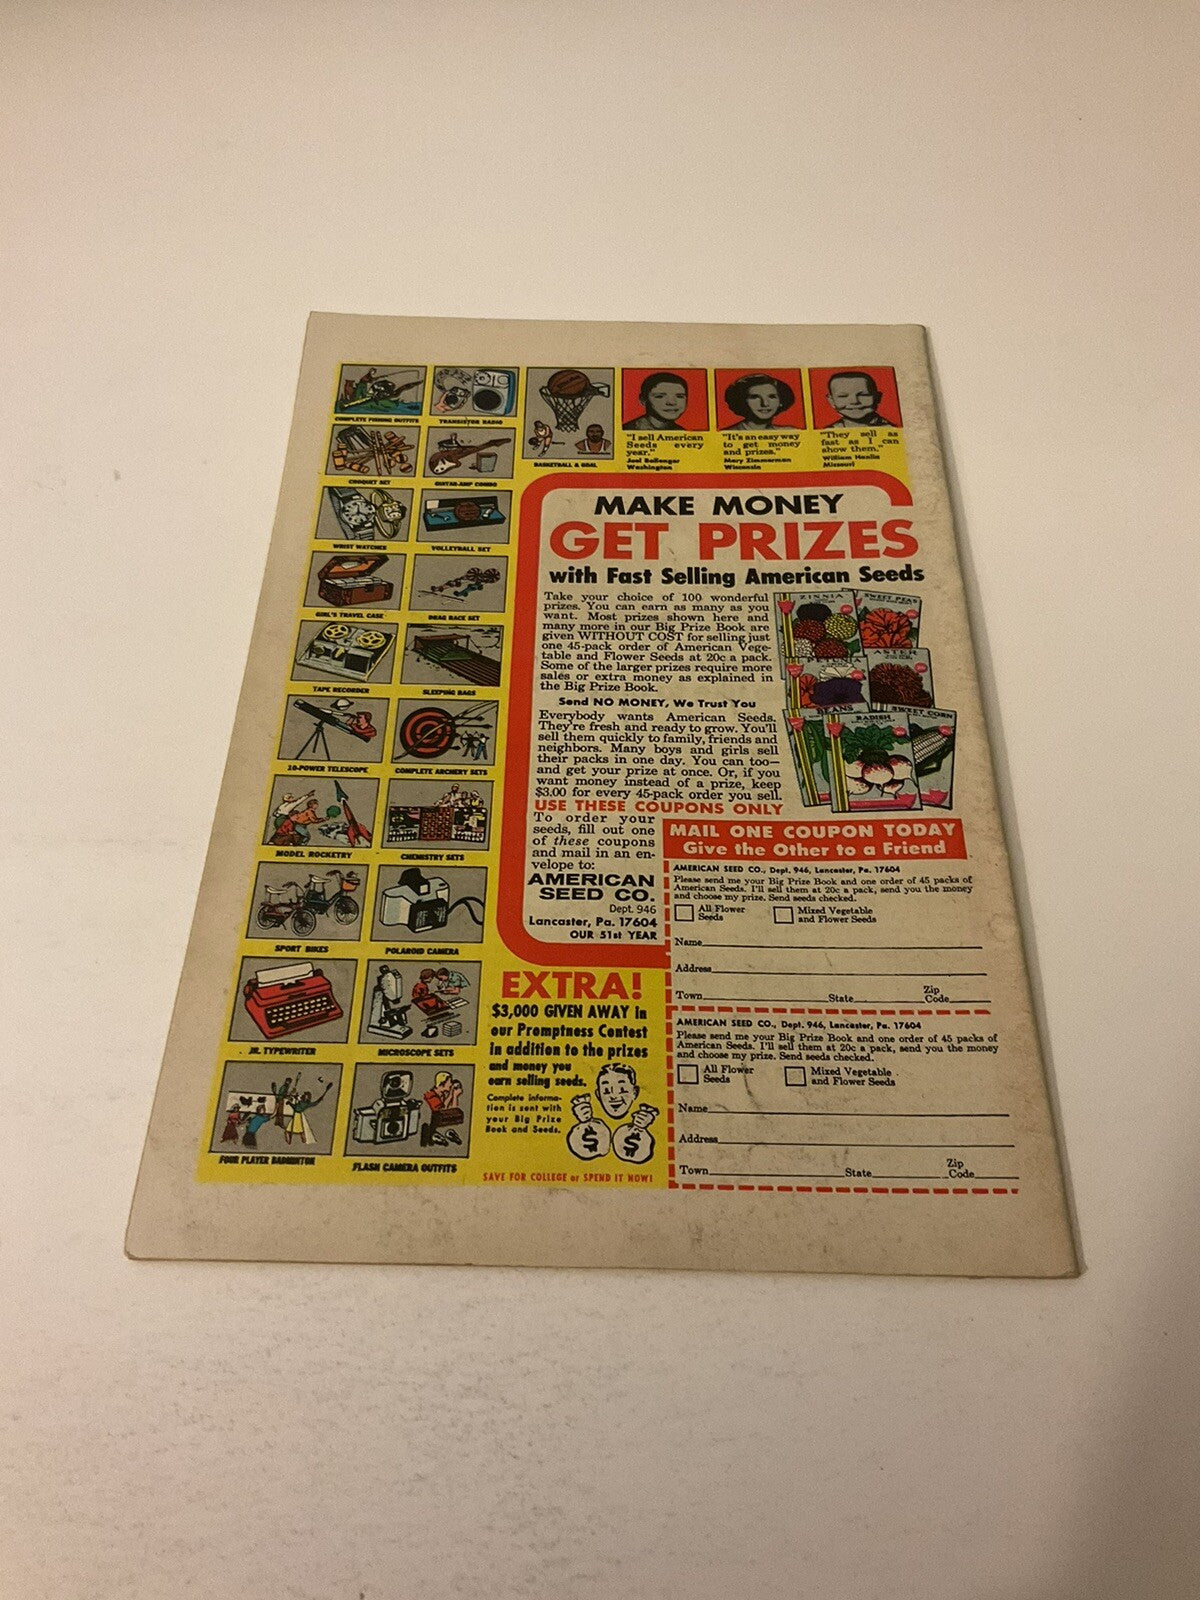 COMPLETE FISHING OUTFITS
TRANSISTOR RADIO
BASKETBALL & GOAL
CROQUET SET
GUITAR-AMP COMBO
WRIST WATCHES
VOLLEYBALL SET
GIRL'S TRAVEL CASE
DRAG RACE SET
TAPE RECORDER
SLEEPING BAGS
10-POWER TELESCOPE
COMPLETE ARCHERY SETS
MODEL ROCKETRY
CHEMISTRY SETS
SPORT BIKES
POLAROID CAMERA
JR. TYPEWRITER
MICROSCOPE SETS
FOUR PLAYER BADMINTON
FLASH CAMERA OUTFITS
"I sell American
Seeds every
year."
Washington
"It's an easy way
to get money
and prizes."
Mary Zimmerman
Wisconsin
"They sell as
fast as I can
show them."
Missouri
MAKE MONEY
GET PRIZES
with Fast Selling American Seeds
Take your choice of 100 wonderful
prizes. You can earn as many as you
want. Most prizes shown here and
many more in our Big Prize Book are
given WITHOUT COST for selling just
one 45-pack order of American Vege-
table and Flower Seeds at 20c a pack.
Some of the larger prizes require more
sales or extra money as explained in
the Big Prize Book.
Send NO MONEY, We Trust You
Everybody wants American Seeds.
They're fresh and ready to grow. You'll
sell them quickly to family, friends and
neighbors. Many boys and girls sell
their packs in one day. You can too—
and get your prize at once. Or, if you
want money instead of a prize, keep
$3.00 for every 45-pack order you sell.
USE THESE COUPONS ONLY
To order your
seeds, fill out one
of these coupons
and mail in an en-
velope to:
AMERICAN
SEED CO.
Dept. 946
Lancaster, Pa. 17604
OUR 51st YEAR
ZINNIA
SWEET PEAS
PETUNIA
ASTER
BEANS
RADISH
SWEET CORN
MAIL ONE COUPON TODAY
Give the Other to a Friend
AMERICAN SEED CO., Dept. 946, Lancaster, Pa. 17604
Please send me your Big Prize Book and one order of 45 packs of
American Seeds. I'll sell them at 20c a pack, send you the money
and choose my prize. Send seeds checked.
All Flower
Seeds
Mixed Vegetable
and Flower Seeds
Name
Address
Town State Zip
Code
AMERICAN SEED CO., Dept. 946, Lancaster, Pa. 17604
Please send me your Big Prize Book and one order of 45 packs of
American Seeds. I'll sell them at 20c a pack, send you the money
and choose my prize. Send seeds checked.
All Flower
Seeds
Mixed Vegetable
and Flower Seeds
Name
Address
Town State Zip
Code
EXTRA!
$3,000 GIVEN AWAY in
our Promptness Contest
in addition to the prizes
and money you
earn selling seeds.
Complete informa-
tion is sent with
your Big Prize
Book and Seeds.
$ $
SAVE FOR COLLEGE or SPEND IT NOW!